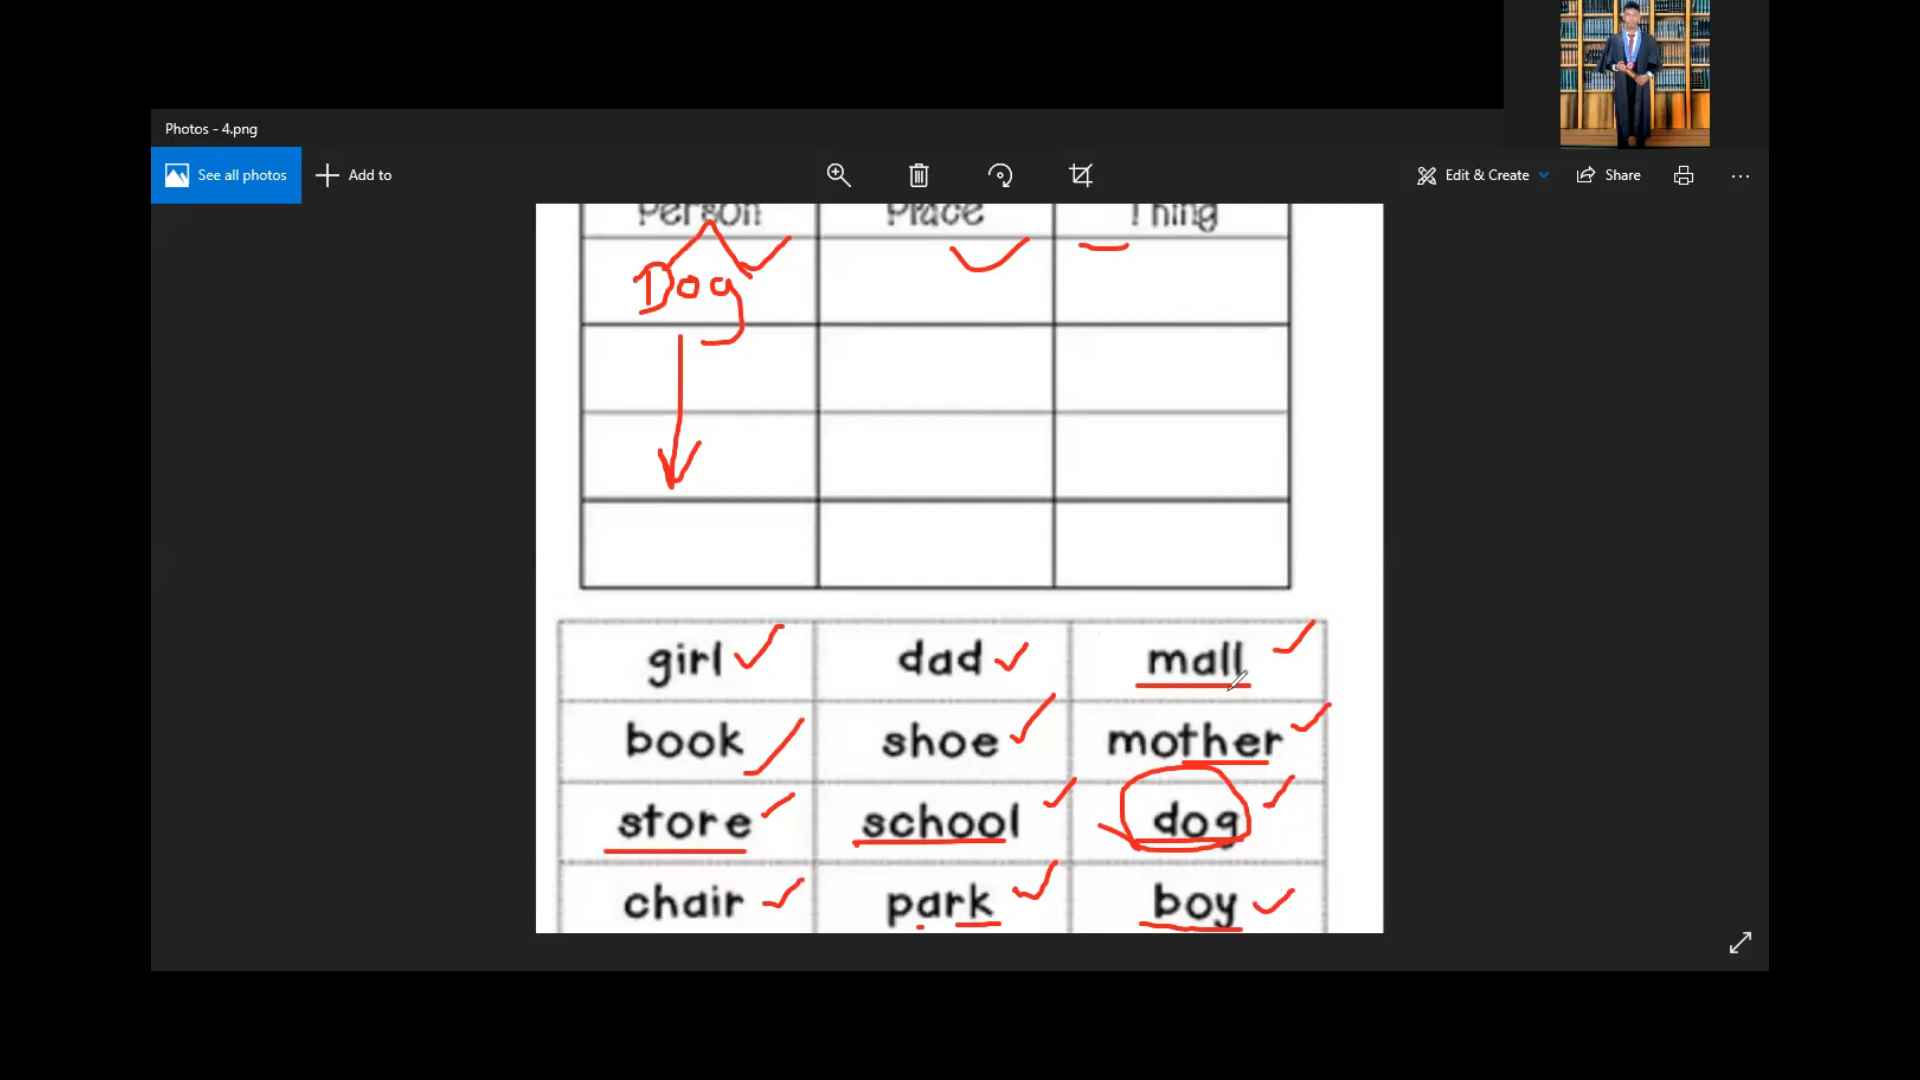 Photos - 4.png
See all photos
Add to
Edit & Create
Share
Person Place Thing
Dog
girl dad mall
book shoe mother
store school dog
chair park boy